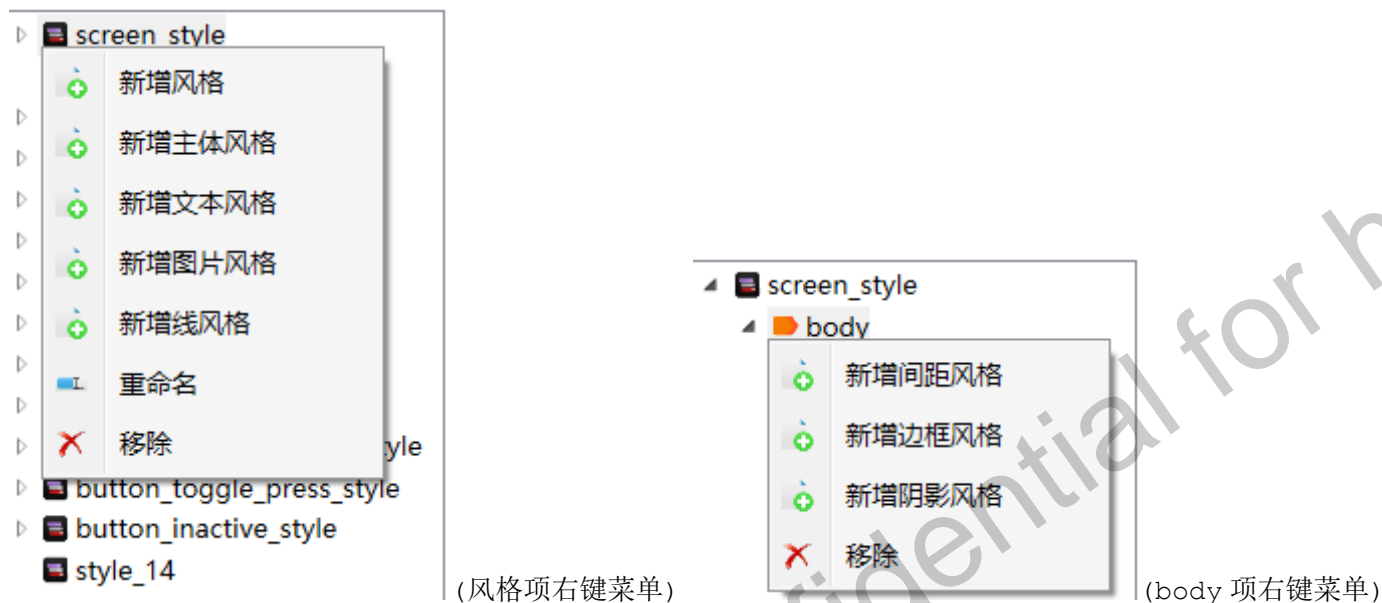 screen_style
新增风格
新增主体风格
新增文本风格
新增图片风格
新增线风格
重命名
移除
yle
button_toggle_press_style
button_inactive_style
style_14
(风格项右键菜单)
screen_style
body
新增间距风格
新增边框风格
新增阴影风格
移除
(body 项右键菜单)
fidential for h